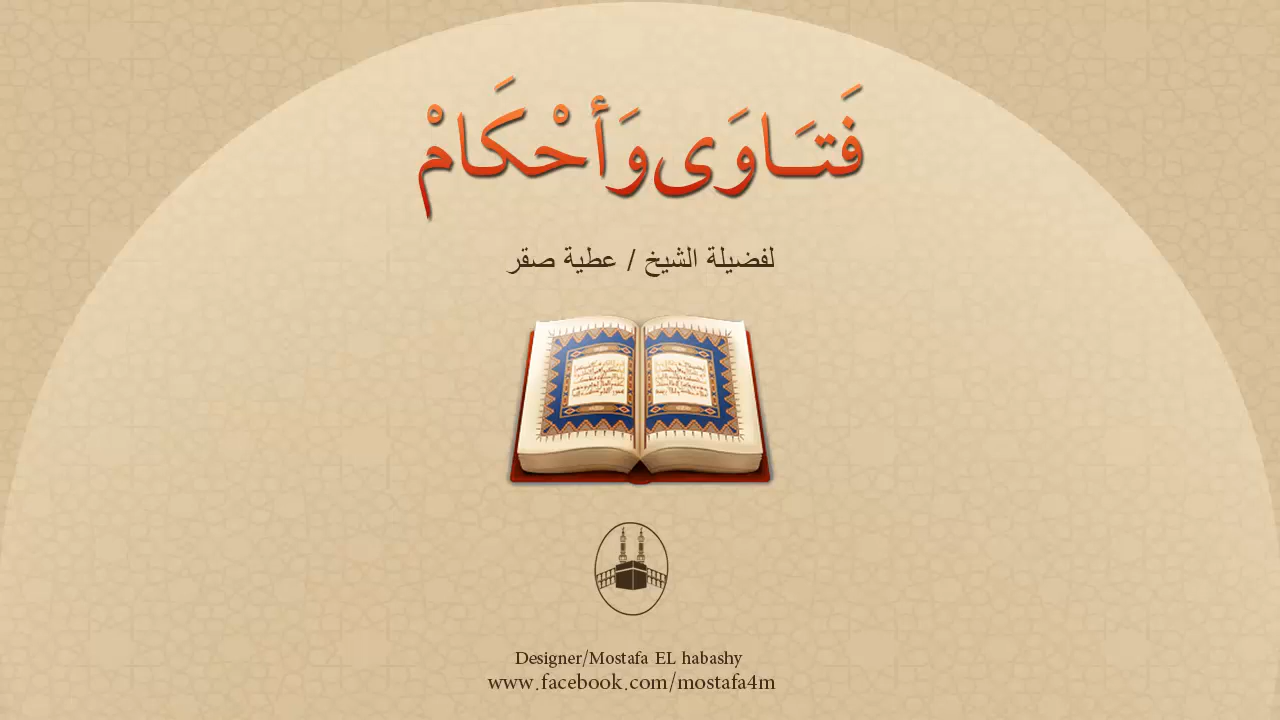 فَتَاوَى وَأَحْكَامْ
لفضيلة الشيخ / عطية صقر
Designer/Mostafa EL habashy
www.facebook.com/mostafa4m